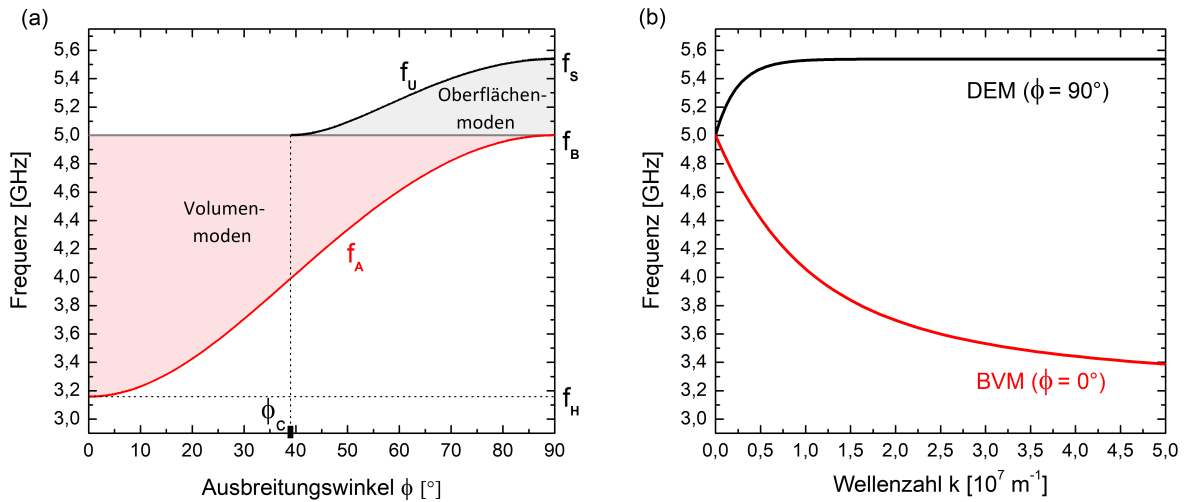 (a)
5,6
5,4
5,2
5,0
4,8
4,6
4,4
4,2
4,0
3,8
3,6
3,4
3,2
3,0
Frequenz [GHz]
f_U
f_S
Oberflächen-
moden
f_B
Volumen-
moden
f_A
f_H
ϕ_C
0 10 20 30 40 50 60 70 80 90
Ausbreitungswinkel ϕ [°]
(b)
5,6
5,4
5,2
5,0
4,8
4,6
4,4
4,2
4,0
3,8
3,6
3,4
3,2
3,0
Frequenz [GHz]
DEM (ϕ = 90°)
BVM (ϕ = 0°)
0,0 0,5 1,0 1,5 2,0 2,5 3,0 3,5 4,0 4,5 5,0
Wellenzahl k [10⁷ m⁻¹]